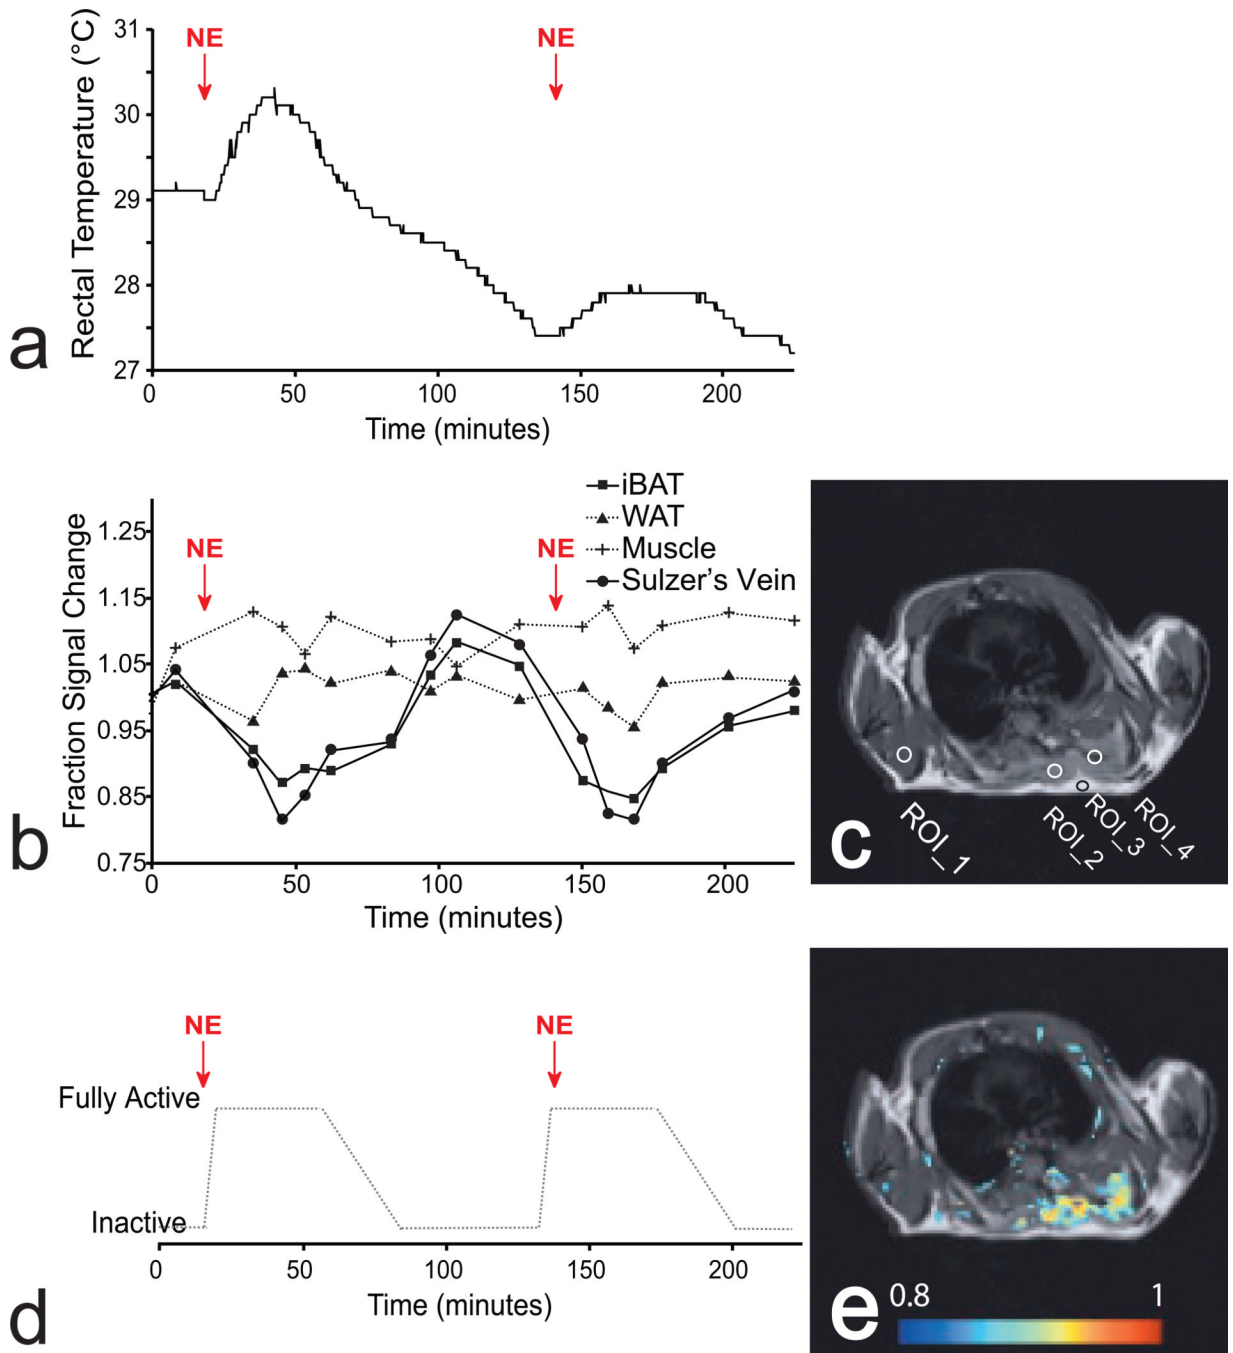 a
Rectal Temperature (°C)
31
30
29
28
27
NE
NE
0
50
100
150
200
Time (minutes)
b
Fraction Signal Change
1.25
1.15
1.05
0.95
0.85
0.75
NE
NE
iBAT
WAT
Muscle
Sulzer's Vein
0
50
100
150
200
Time (minutes)
c
ROI_1
ROI_2
ROI_3
ROI_4
d
NE
NE
Fully Active
Inactive
0
50
100
150
200
Time (minutes)
e
0.8
1